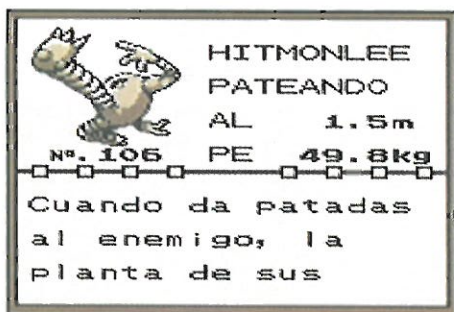 HITMONLEE
PATEANDO
AL 1.5m
Nº.106 PE 49.8kg
Cuando da patadas
al enemigo, la
planta de sus